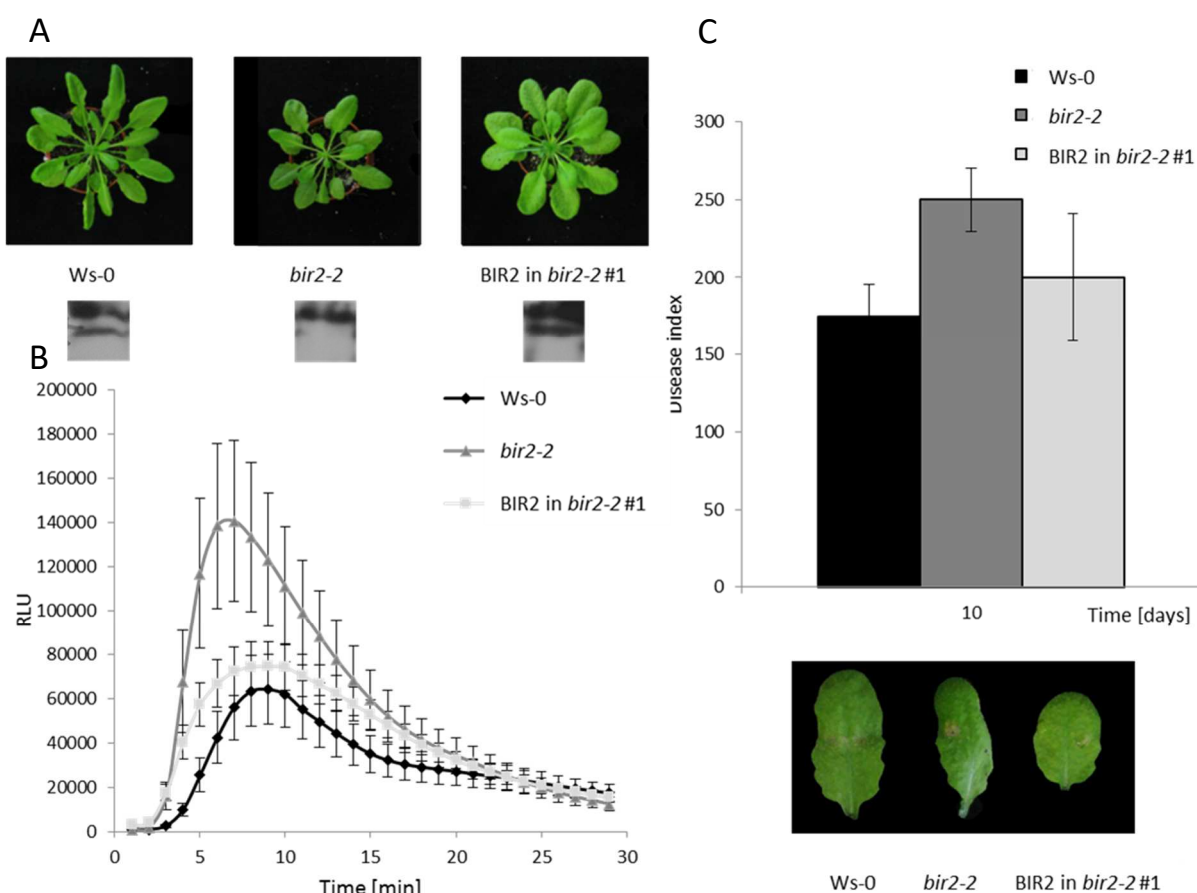 A
Ws-0
bir2-2
BIR2 in bir2-2 #1
B
200000
180000
160000
140000
120000
100000
80000
60000
40000
20000
0
RLU
0 5 10 15 20 25 30
Time [min]
Ws-0
bir2-2
BIR2 in bir2-2 #1
C
Ws-0
bir2-2
BIR2 in bir2-2 #1
300
250
200
150
100
50
0
Disease index
10
Time [days]
Ws-0
bir2-2
BIR2 in bir2-2 #1